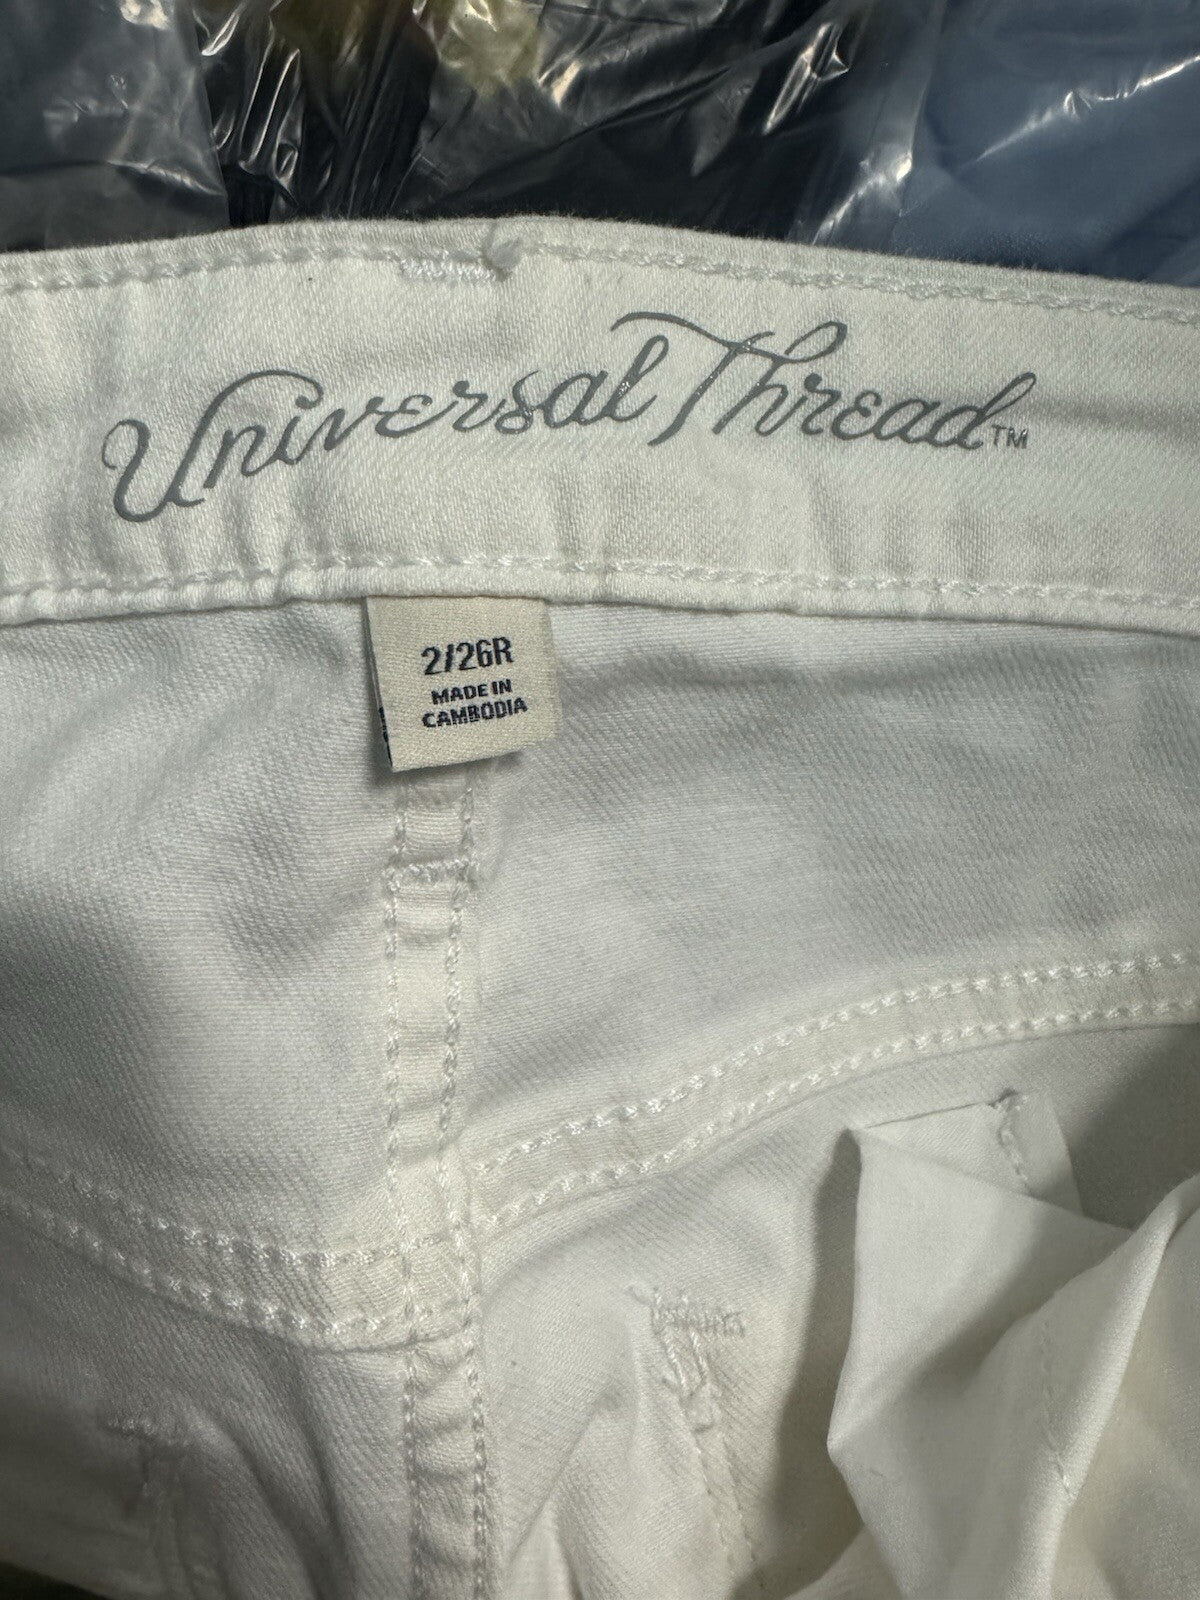 Universal Thread™
2/26R
MADE IN
CAMBODIA